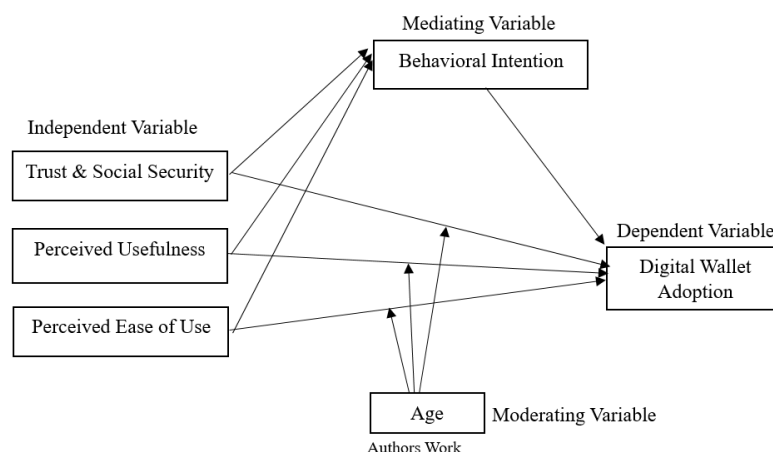 Mediating Variable
Behavioral Intention
Independent Variable
Trust & Social Security
Perceived Usefulness
Dependent Variable
Digital Wallet
Adoption
Perceived Ease of Use
Age
Moderating Variable
Authors Work